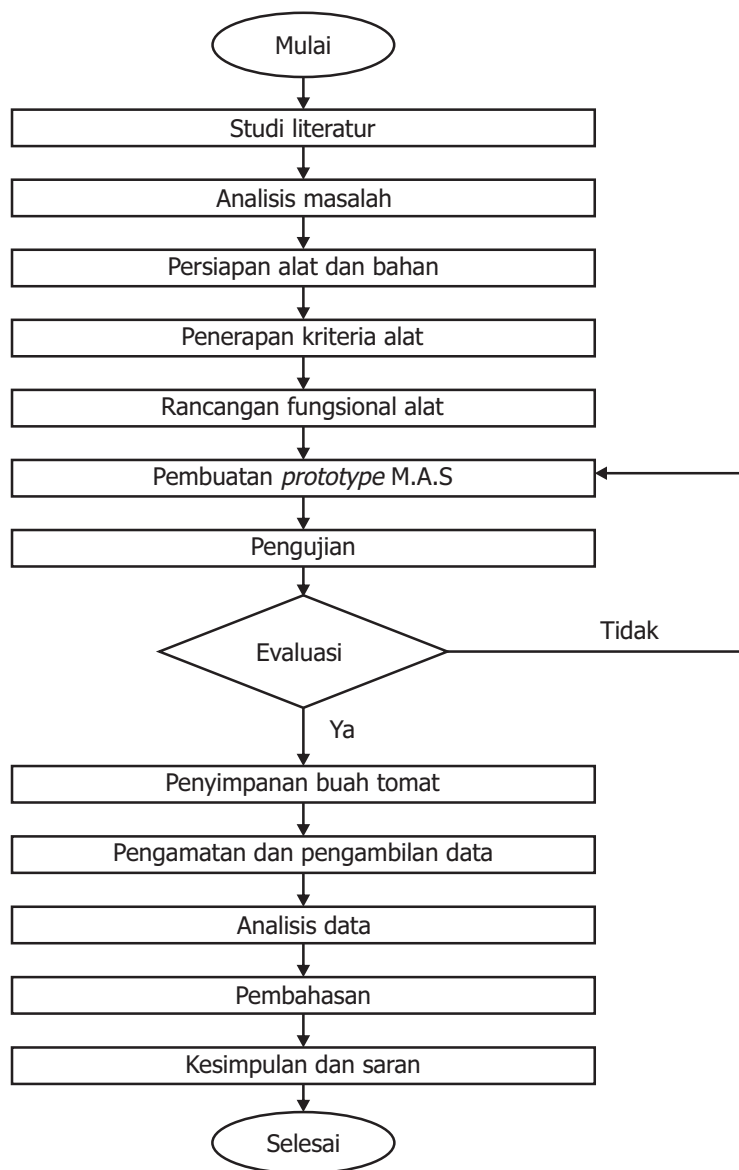 Mulai
Studi literatur
Analisis masalah
Persiapan alat dan bahan
Penerapan kriteria alat
Rancangan fungsional alat
Pembuatan prototype M.A.S
Pengujian
Evaluasi
Tidak
Ya
Penyimpanan buah tomat
Pengamatan dan pengambilan data
Analisis data
Pembahasan
Kesimpulan dan saran
Selesai